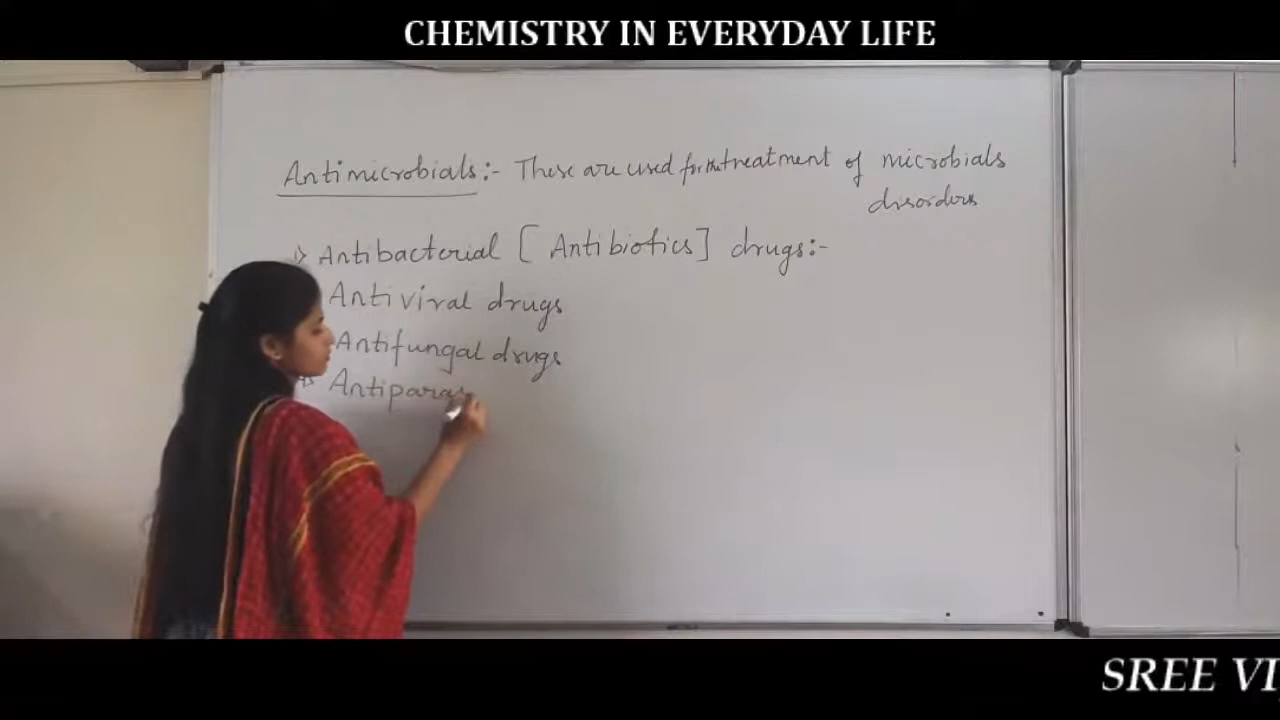 CHEMISTRY IN EVERYDAY LIFE
Antimicrobials:- These are used for the treatment of microbials
disorders
Antibacterial [Antibiotics] drugs:-
Antiviral drugs
Antifungal drugs
Antiparas
SREE VI